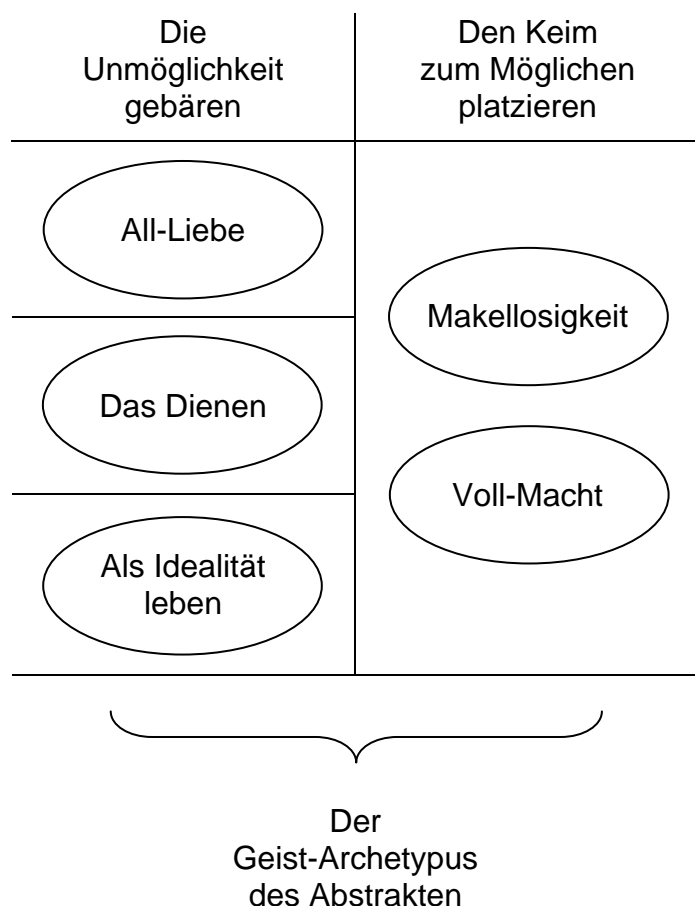 Die
Unmöglichkeit
gebären
Den Keim
zum Möglichen
platzieren
All-Liebe
Das Dienen
Als Idealität
leben
Makellosigkeit
Voll-Macht
Der
Geist-Archetypus
des Abstrakten